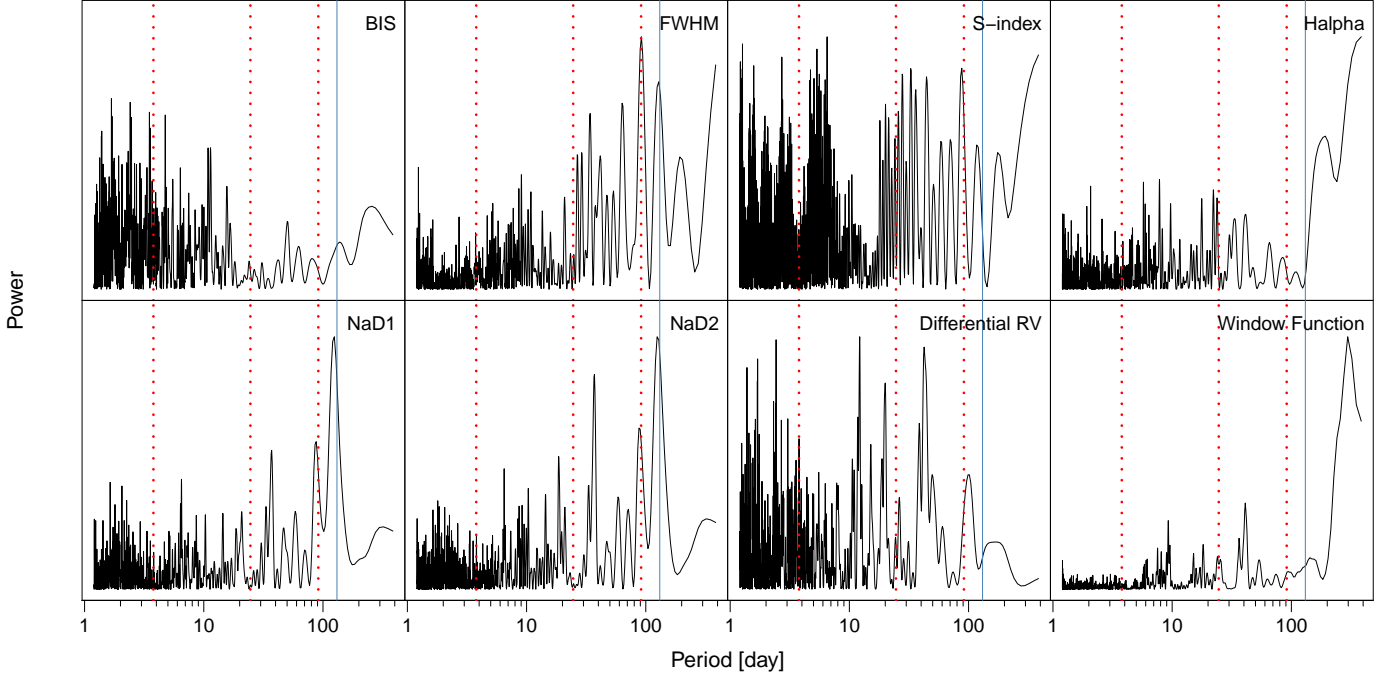 BIS
FWHM
S−index
Halpha
Power
NaD1
NaD2
Differential RV
Window Function
1 10 100 1 10 100 1 10 100 1 10 100
Period [day]